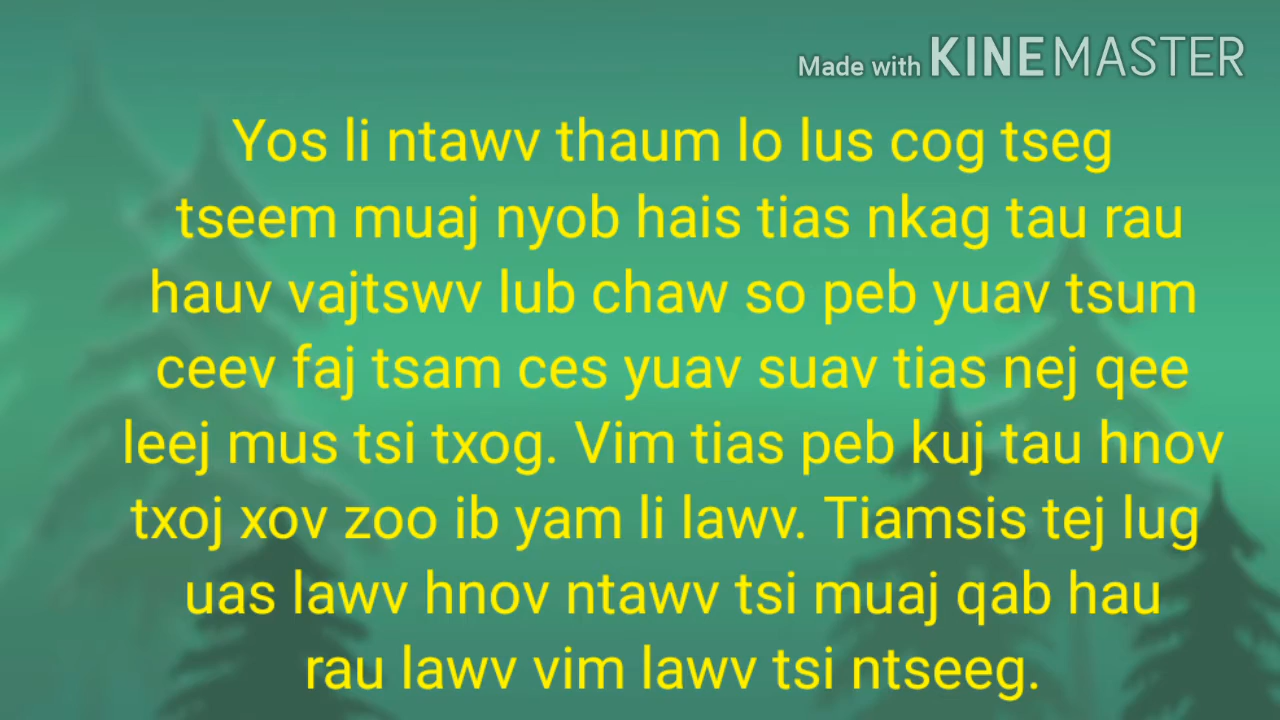 Made with KINEMASTER
Yos li ntawv thaum lo lus cog tseg
tseem muaj nyob hais tias nkag tau rau
hauv vajtswv lub chaw so peb yuav tsum
ceev faj tsam ces yuav suav tias nej qee
leej mus tsi txog. Vim tias peb kuj tau hnov
txoj xov zoo ib yam li lawv. Tiamsis tej lug
uas lawv hnov ntawv tsi muaj qab hau
rau lawv vim lawv tsi ntseeg.